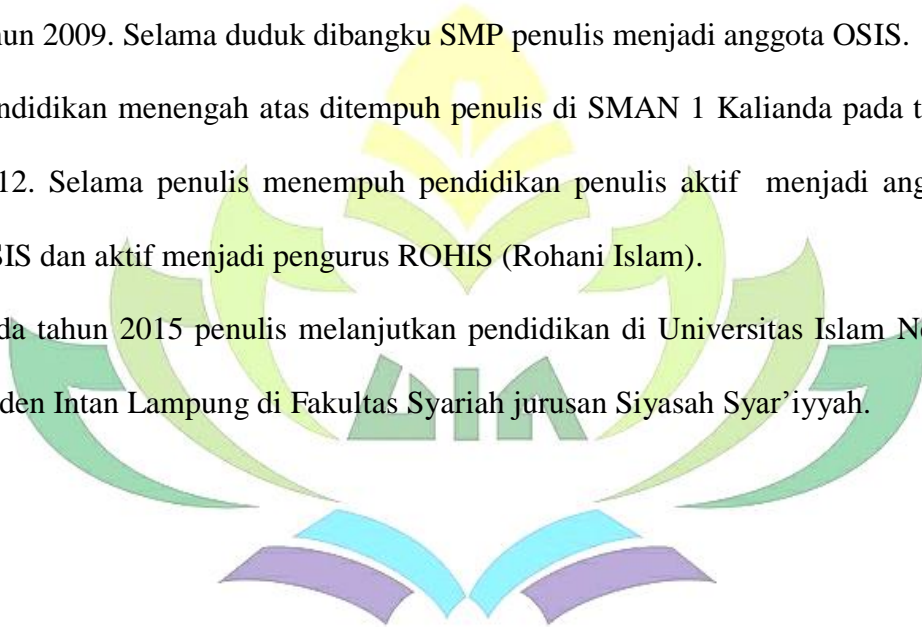 un 2009. Selama duduk dibangku SMP penulis menjadi anggota OSIS.
ndidikan menengah atas ditempuh penulis di SMAN 1 Kalianda pada t
12. Selama penulis menempuh pendidikan penulis aktif menjadi ang
SIS dan aktif menjadi pengurus ROHIS (Rohani Islam).
da tahun 2015 penulis melanjutkan pendidikan di Universitas Islam N
den Intan Lampung di Fakultas Syariah jurusan Siyasah Syar’iyyah.
UIN